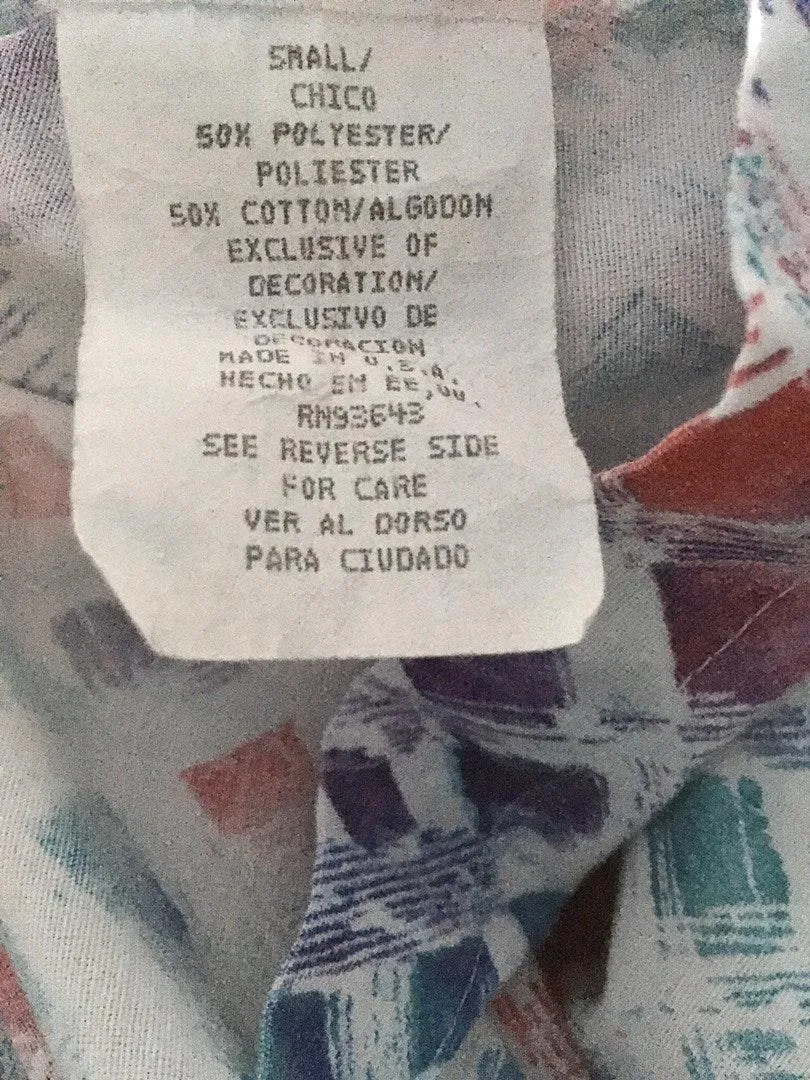 SMALL/
CHICO
50% POLYESTER/
POLIESTER
50% COTTON/ALGODON
EXCLUSIVE OF
DECORATION/
EXCLUSIVO DE
DECORACION
MADE IN U.S.A.
HECHO EN EE.UU.
RN93643
SEE REVERSE SIDE
FOR CARE
VER AL DORSO
PARA CIUDADO